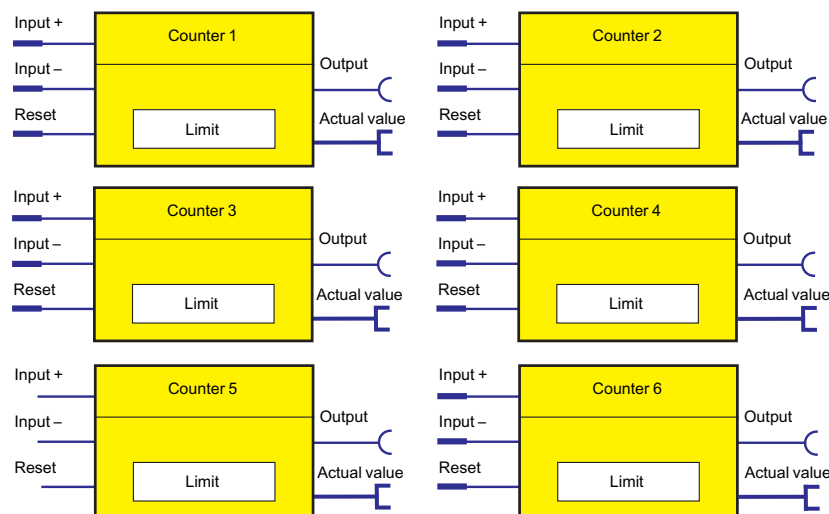 Input +
Counter 1
Input –
Output
Reset
Limit
Actual value
Input +
Counter 2
Input –
Output
Reset
Limit
Actual value
Input +
Counter 3
Input –
Output
Reset
Limit
Actual value
Input +
Counter 4
Input –
Output
Reset
Limit
Actual value
Input +
Counter 5
Input –
Output
Reset
Limit
Actual value
Input +
Counter 6
Input –
Output
Reset
Limit
Actual value